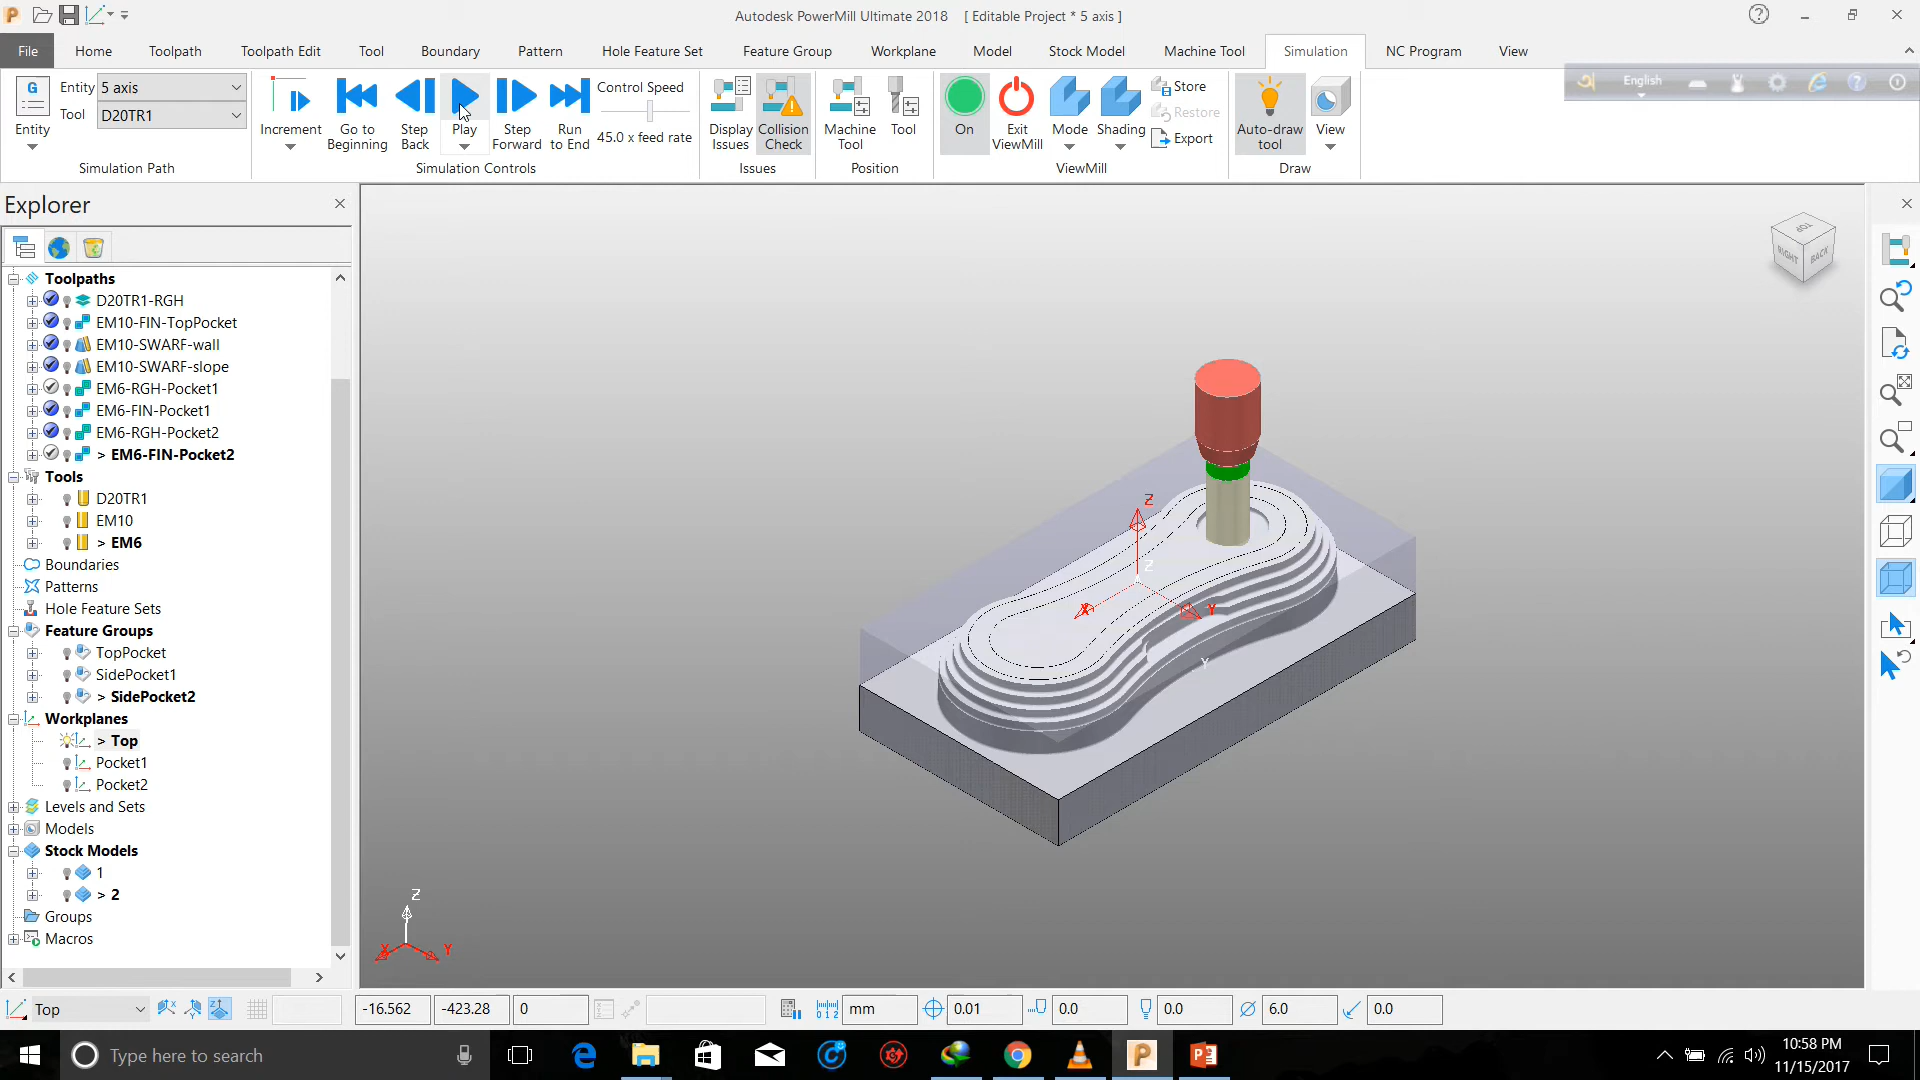 Autodesk PowerMill Ultimate 2018 [ Editable Project * 5 axis ]
File Home Toolpath Toolpath Edit Tool Boundary Pattern Hole Feature Set Feature Group Workplane Model Stock Model Machine Tool Simulation NC Program View
English
Entity 5 axis
Tool D20TR1
Entity
Simulation Path
Increment
Go to Beginning
Step Back
Play
Step Forward
Run to End
Control Speed
45.0 x feed rate
Simulation Controls
Display Issues
Collision Check
Issues
Machine Tool
Tool
Position
On
Exit ViewMill
Mode
Shading
Store
Restore
Export
ViewMill
Auto-draw tool
View
Draw
Explorer
Toolpaths
D20TR1-RGH
EM10-FIN-TopPocket
EM10-SWARF-wall
EM10-SWARF-slope
EM6-RGH-Pocket1
EM6-FIN-Pocket1
EM6-RGH-Pocket2
> EM6-FIN-Pocket2
Tools
D20TR1
EM10
> EM6
Boundaries
Patterns
Hole Feature Sets
Feature Groups
TopPocket
SidePocket1
> SidePocket2
Workplanes
> Top
Pocket1
Pocket2
Levels and Sets
Models
Stock Models
1
> 2
Groups
Macros
TOP
RIGHT BACK
Z
Z
X Y
Y
Z
X Y
Top -16.562 -423.28 0 mm 0.01 0.0 0.0 6.0 0.0
Type here to search
10:58 PM
11/15/2017